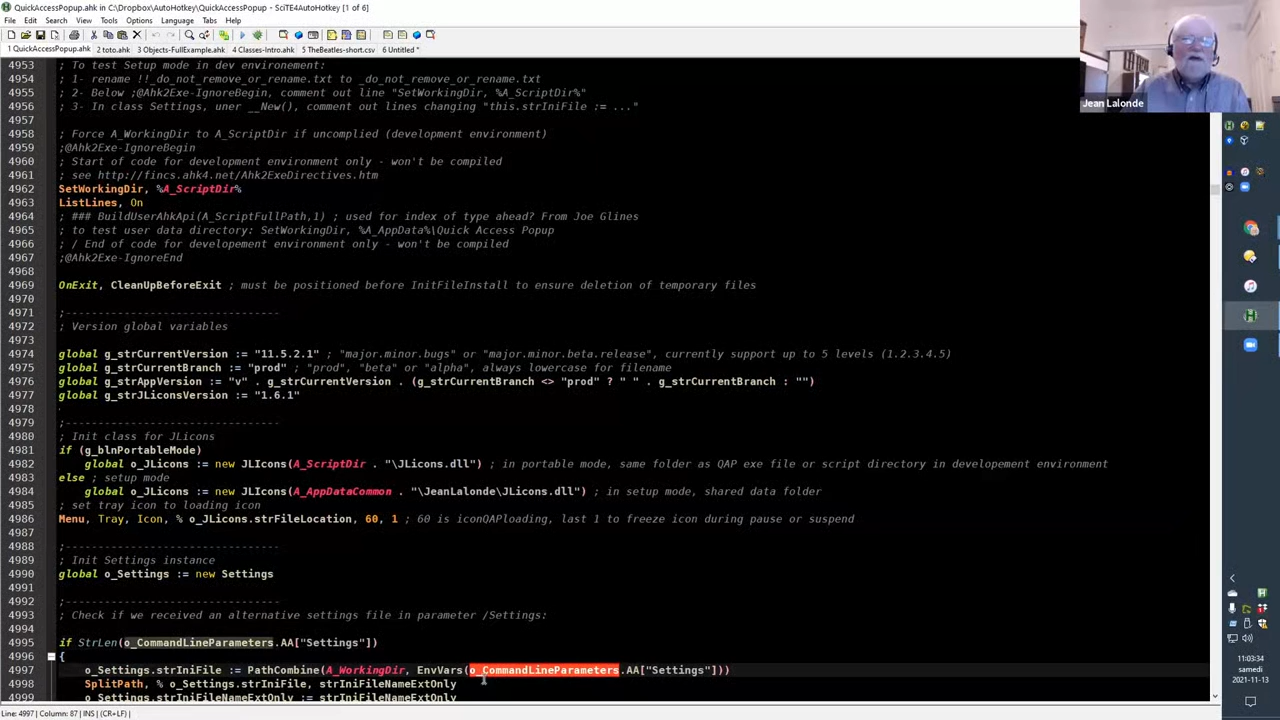 QuickAccessPopup.ahk in C:\Dropbox\AutoHotkey\QuickAccessPopup - SciTE4AutoHotkey [1 of 6]
File Edit Search View Tools Options Language Tabs Help
1 QuickAccessPopup.ahk 2 toto.ahk 3 Objects-FullExample.ahk 4 Classes-Intro.ahk 5 TheBeatles-short.csv 6 Untitled *
Jean Lalonde
4953 ; To test Setup mode in dev environement:
4954 ; 1- rename !!_do_not_remove_or_rename.txt to _do_not_remove_or_rename.txt
4955 ; 2- Below ;@Ahk2Exe-IgnoreBegin, comment out line "SetWorkingDir, %A_ScriptDir%"
4956 ; 3- In class Settings, uner __New(), comment out lines changing "this.strIniFile := ..."
4957
4958 ; Force A_WorkingDir to A_ScriptDir if uncomplied (development environment)
4959 ;@Ahk2Exe-IgnoreBegin
4960 ; Start of code for development environment only - won't be compiled
4961 ; see http://fincs.ahk4.net/Ahk2ExeDirectives.htm
4962 SetWorkingDir, %A_ScriptDir%
4963 ListLines, On
4964 ; ### BuildUserAhkApi(A_ScriptFullPath,1) ; used for index of type ahead? From Joe Glines
4965 ; to test user data directory: SetWorkingDir, %A_AppData%\Quick Access Popup
4966 ; / End of code for developement environment only - won't be compiled
4967 ;@Ahk2Exe-IgnoreEnd
4968
4969 OnExit, CleanUpBeforeExit ; must be positioned before InitFileInstall to ensure deletion of temporary files
4970
4971 ;---------------------------------
4972 ; Version global variables
4973
4974 global g_strCurrentVersion := "11.5.2.1" ; "major.minor.bugs" or "major.minor.beta.release", currently support up to 5 levels (1.2.3.4.5)
4975 global g_strCurrentBranch := "prod" ; "prod", "beta" or "alpha", always lowercase for filename
4976 global g_strAppVersion := "v" . g_strCurrentVersion . (g_strCurrentBranch <> "prod" ? " " . g_strCurrentBranch : "")
4977 global g_strJLiconsVersion := "1.6.1"
4978
4979 ;---------------------------------
4980 ; Init class for JLicons
4981 if (g_blnPortableMode)
4982 global o_JLicons := new JLIcons(A_ScriptDir . "\JLicons.dll") ; in portable mode, same folder as QAP exe file or script directory in developement environment
4983 else ; setup mode
4984 global o_JLicons := new JLIcons(A_AppDataCommon . "\JeanLalonde\JLicons.dll") ; in setup mode, shared data folder
4985 ; set tray icon to loading icon
4986 Menu, Tray, Icon, % o_JLicons.strFileLocation, 60, 1 ; 60 is iconQAPloading, last 1 to freeze icon during pause or suspend
4987
4988 ;---------------------------------
4989 ; Init Settings instance
4990 global o_Settings := new Settings
4991
4992 ;---------------------------------
4993 ; Check if we received an alternative settings file in parameter /Settings:
4994
4995 if StrLen(o_CommandLineParameters.AA["Settings"])
4996 {
4997 o_Settings.strIniFile := PathCombine(A_WorkingDir, EnvVars(o_CommandLineParameters.AA["Settings"]))
4998 SplitPath, % o_Settings.strIniFile, strIniFileNameExtOnly
4999 o_Settings.strIniFileNameExtOnly := strIniFileNameExtOnly
Line: 4997 | Column: 87 | INS | (CR+LF) |
11:03:34
samedi
2021-11-13